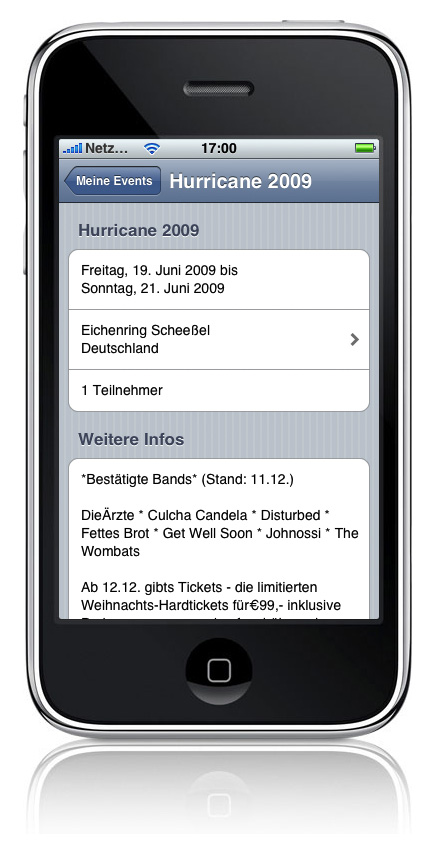 Netz... 17:00
Meine Events Hurricane 2009
Hurricane 2009
Freitag, 19. Juni 2009 bis
Sonntag, 21. Juni 2009
Eichenring Scheeßel
Deutschland
1 Teilnehmer
Weitere Infos
*Bestätigte Bands* (Stand: 11.12.)
DieÄrzte * Culcha Candela * Disturbed *
Fettes Brot * Get Well Soon * Johnossi * The
Wombats
Ab 12.12. gibts Tickets - die limitierten
Weihnachts-Hardtickets für€99,- inklusive